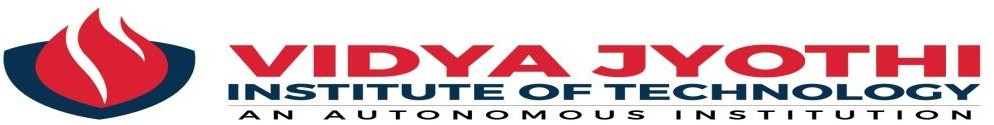 VIDYA JYOTHI
INSTITUTE OF TECHNOLOGY
AN AUTONOMOUS INSTITUTION